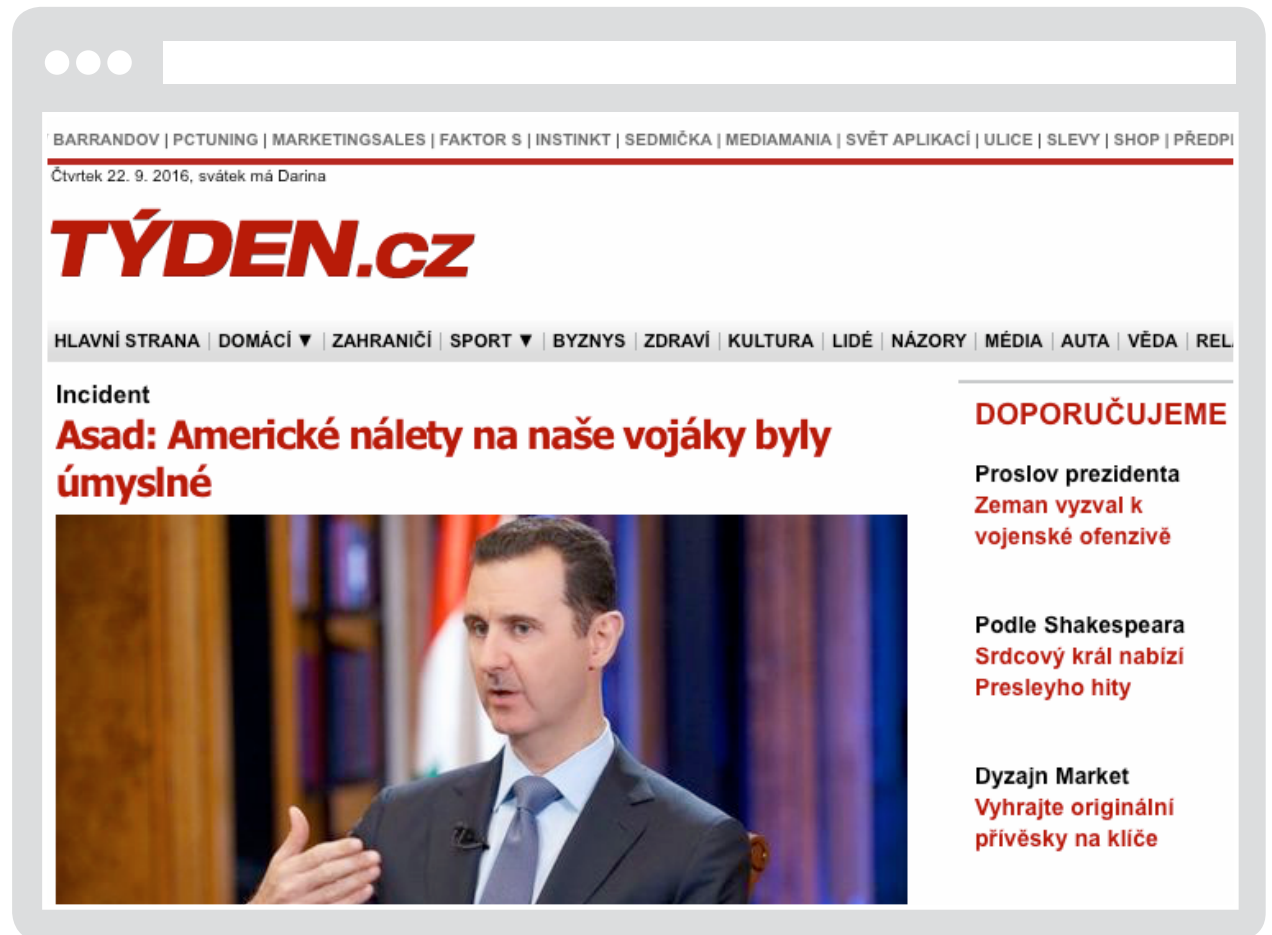 BARRANDOV | PCTUNING | MARKETINGSALES | FAKTOR S | INSTINKT | SEDMIČKA | MEDIAMANIA | SVĚT APLIKACÍ | ULICE | SLEVY | SHOP |
Čtvrtek 22. 9. 2016, svátek má Darina
TÝDEN.cz
HLAVNÍ STRANA | DOMÁCÍ ▼ | ZAHRANIČÍ | SPORT ▼ | BYZNYS | ZDRAVÍ | KULTURA | LIDÉ | NÁZORY | MÉDIA | AUTA | VĚDA |
Incident
Asad: Americké nálety na naše vojáky byly
úmyslné
DOPORUČUJEME
Proslov prezidenta
Zeman vyzval k
vojenské ofenzivě
Podle Shakespeara
Srdcový král nabízí
Presleyho hity
Dyzajn Market
Vyhrajte originální
přívěsky na klíče